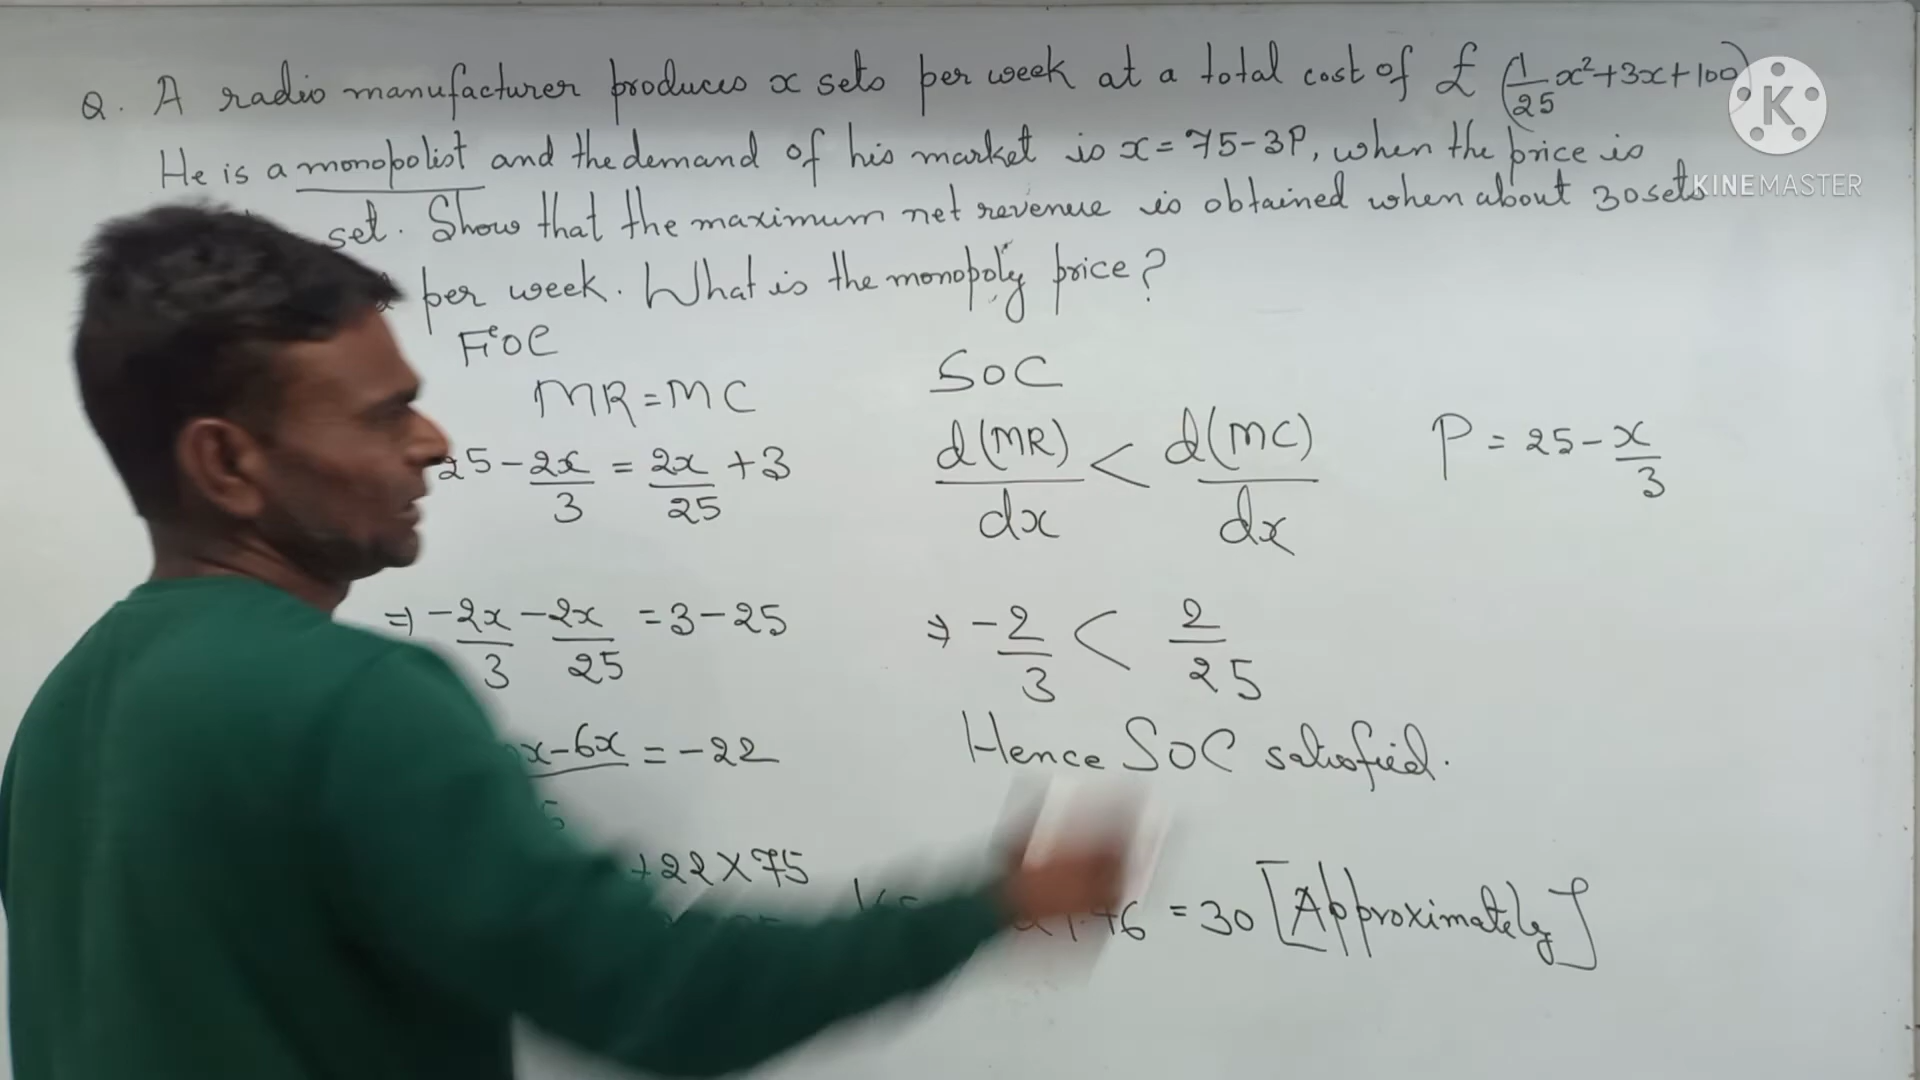 Q. A radio manufacturer produces x sets per week at a total cost of £ (1/25 x² + 3x + 100)
He is a monopolist and the demand of his market is x = 75 - 3P, when the price is
set. Show that the maximum net revenue is obtained when about 30 sets
per week. What is the monopoly price?
FOC
MR = MC
25 - 2x/3 = 2x/25 + 3
⇒ -2x/3 - 2x/25 = 3 - 25
x - 6x = -22
5
+22 × 75
SOC
d(MR)/dx < d(MC)/dx
⇒ -2/3 < 2/25
Hence SOC satisfied.
= 30 [Approximately]
P = 25 - x/3
K
KINEMASTER